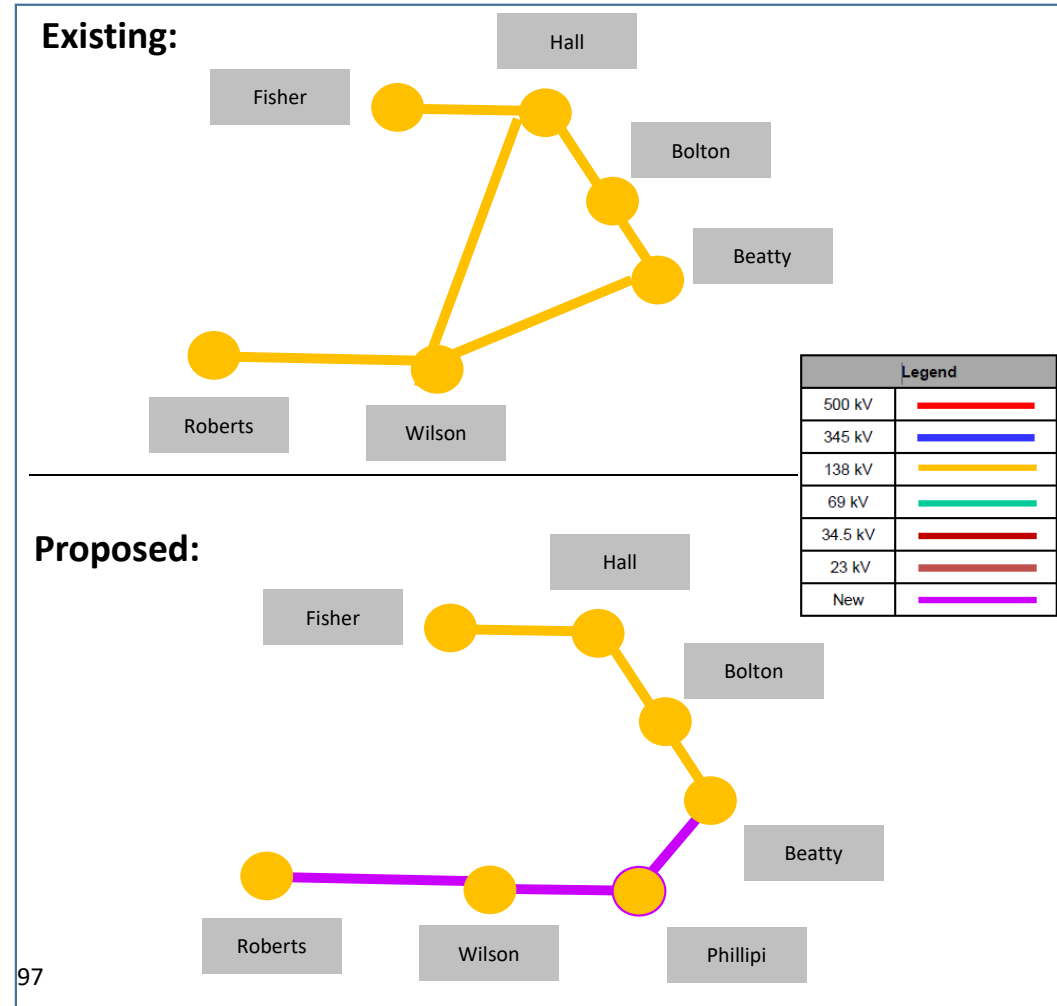 Existing:
Hall
Fisher
Bolton
Beatty
Roberts
Wilson
Legend
500 kV
345 kV
138 kV
69 kV
34.5 kV
23 kV
New
Proposed:
Hall
Fisher
Bolton
Beatty
Roberts
Wilson
Phillipi
97